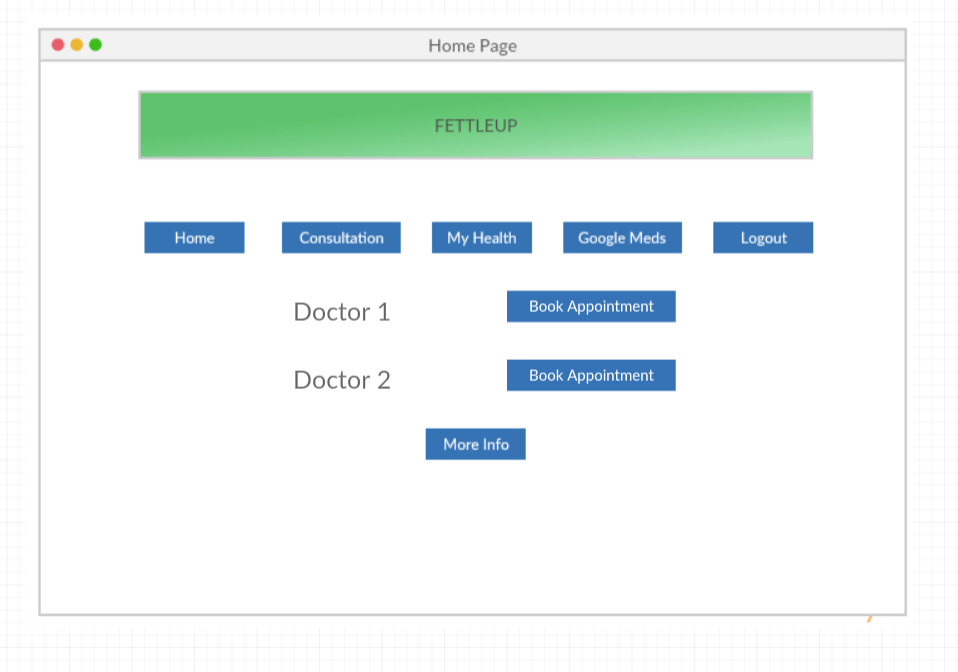 Home Page
FETTLEUP
Home Consultation My Health Google Meds Logout
Doctor 1 Book Appointment
Doctor 2 Book Appointment
More Info